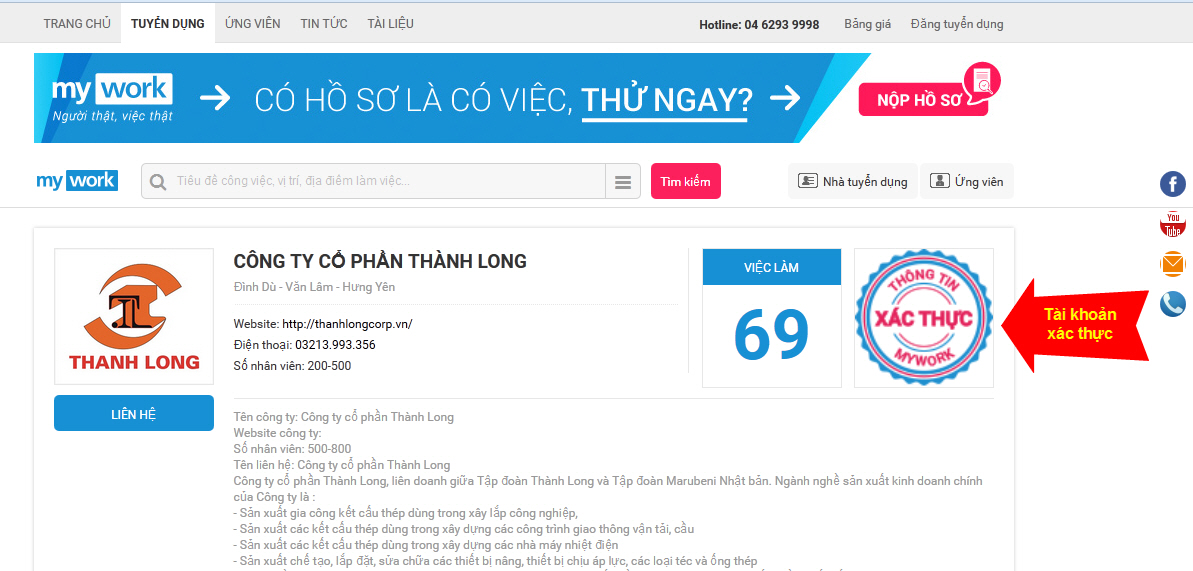 TRANG CHỦ TUYỂN DỤNG ỨNG VIÊN TIN TỨC TÀI LIỆU Hotline: 04 6293 9998 Bảng giá Đăng tuyển dụng
my work
Người thật, việc thật
CÓ HỒ SƠ LÀ CÓ VIỆC, THỬ NGAY?
NỘP HỒ SƠ
my work
Tiêu đề công việc, vị trí, địa điểm làm việc...
Tìm kiếm
Nhà tuyển dụng
Ứng viên
You
Tube
THANH LONG
LIÊN HỆ
CÔNG TY CỔ PHẦN THÀNH LONG
Đình Dù - Văn Lâm - Hưng Yên
Website: http://thanhlongcorp.vn/
Điện thoại: 03213.993.356
Số nhân viên: 200-500
VIỆC LÀM
69
THÔNG TIN
XÁC THỰC
MYWORK
Tài khoản
xác thực
Tên công ty: Công ty cổ phần Thành Long
Website công ty:
Số nhân viên: 500-800
Tên liên hệ: Công ty cổ phần Thành Long
Công ty cổ phần Thành Long, liên doanh giữa Tập đoàn Thành Long và Tập đoàn Marubeni Nhật bản. Ngành nghề sản xuất kinh doanh chính
của Công ty là :
- Sản xuất gia công kết cấu thép dùng trong xây lắp công nghiệp,
- Sản xuất các kết cấu thép dùng trong xây dựng các công trình giao thông vận tải, cầu
- Sản xuất các kết cấu thép dùng trong xây dựng các nhà máy nhiệt điện
- Sản xuất chế tạo, lắp đặt, sửa chữa các thiết bị nâng, thiết bị chịu áp lực, các loại téc và ống thép